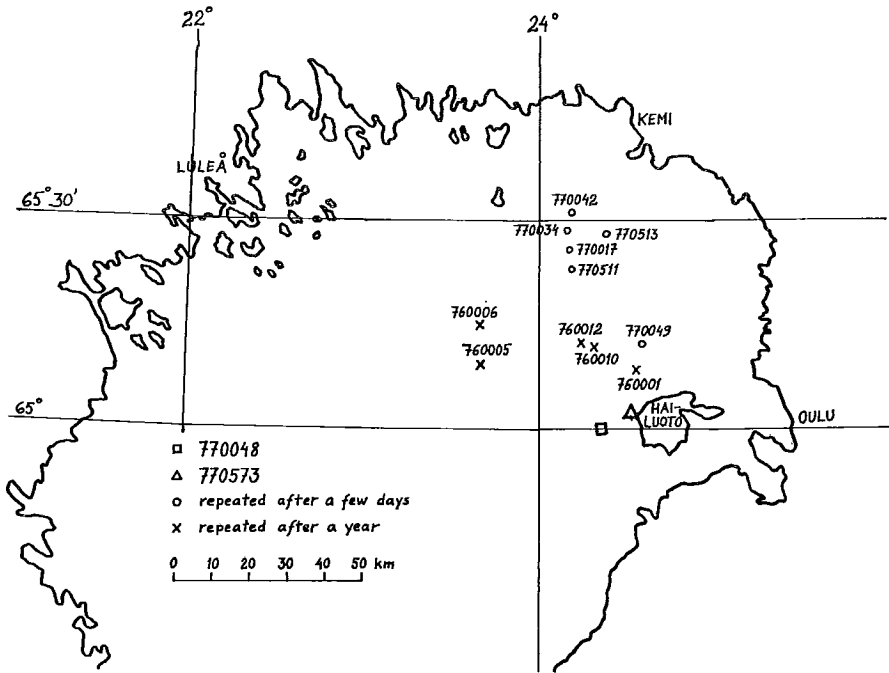 22°
24°
KEMI
LULEÅ
65° 30'
770042
770034
770513
770017
770511
760006
760012
770049
760005
760010
760001
65°
HAI-
LUOTO
OULU
770048
770573
repeated after a few days
repeated after a year
0 10 20 30 40 50 km